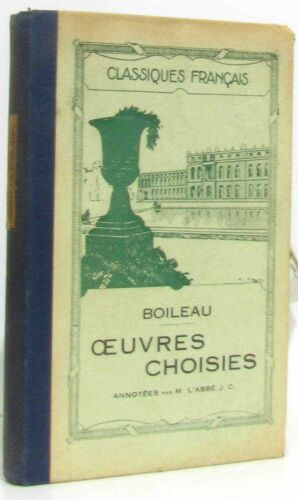 CLASSIQUES FRANÇAIS
BOILEAU
ŒUVRES
CHOISIES
ANNOTÉES PAR M. L'ABBÉ J. C.